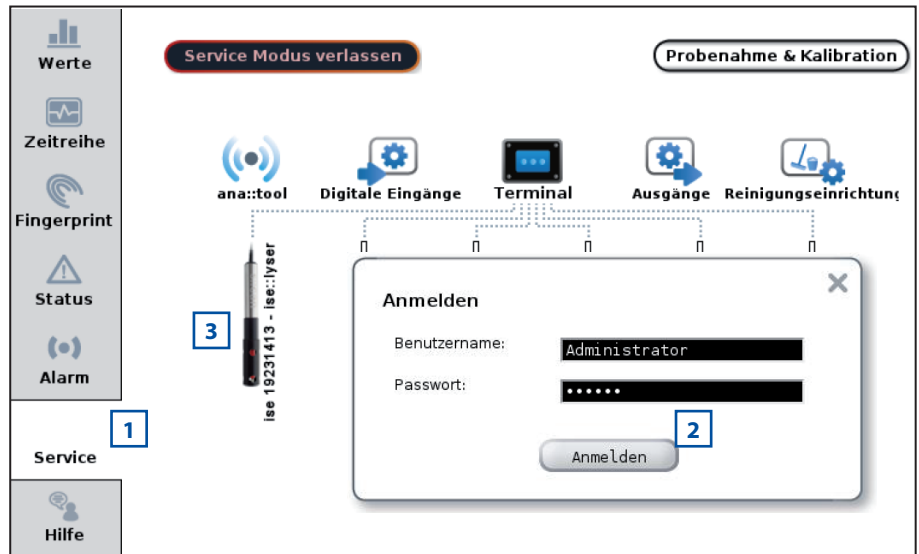 Werte
Zeitreihe
Fingerprint
Status
Alarm
1
Service
Hilfe
Service Modus verlassen
Probenahme & Kalibration
ana::tool
Digitale Eingänge
Terminal
Ausgänge
Reinigungseinrichtung
3
ise 19231413 - ise::lyser
Anmelden
Benutzername:
Administrator
Passwort:
••••••
2
Anmelden